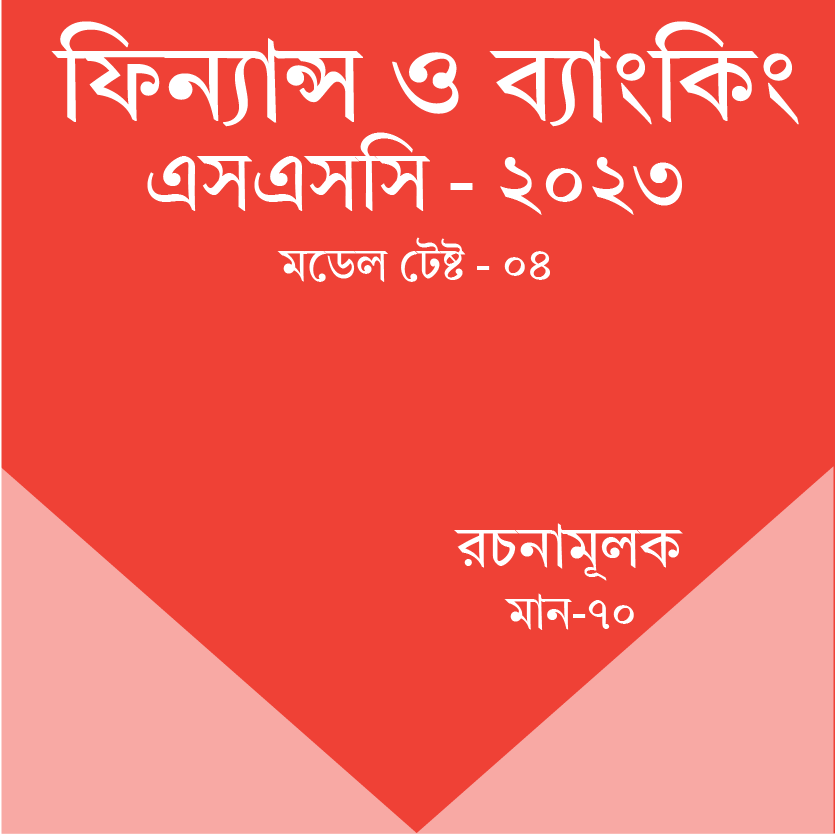 ফিন্যান্স ও ব্যাংকিং
এসএসসি - ২০২৩
মডেল টেষ্ট - ০৪
রচনামূলক
মান-৭০